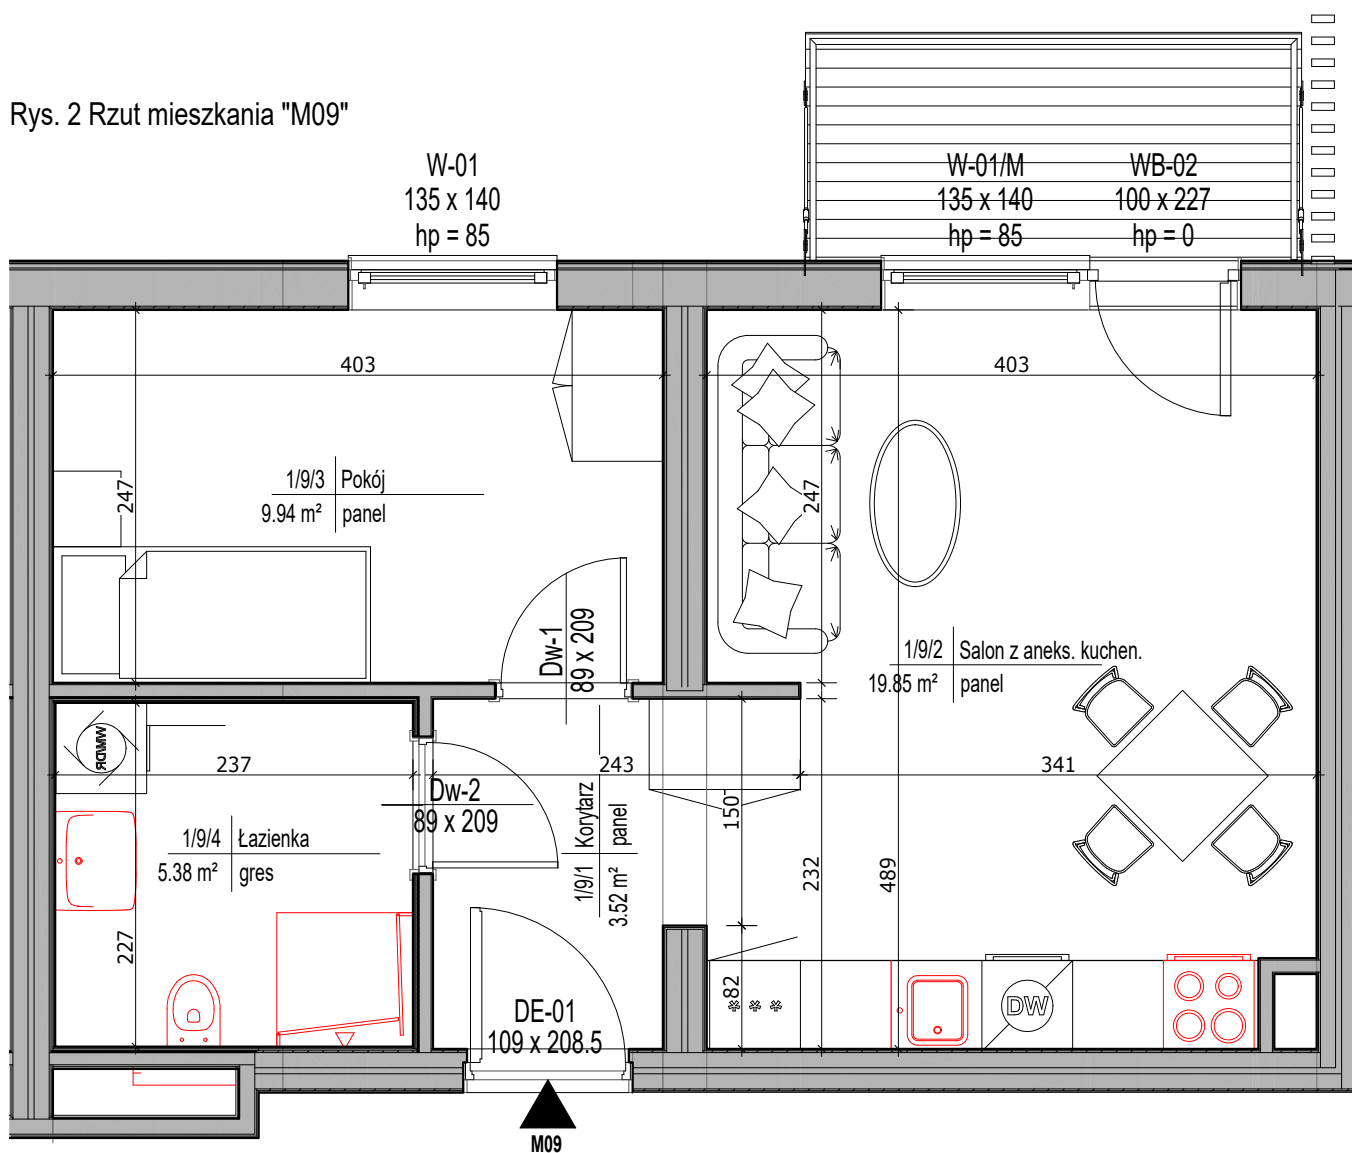 Rys. 2 Rzut mieszkania "M09"
W-01
135 x 140
hp = 85
W-01/M
135 x 140
hp = 85
WB-02
100 x 227
hp = 0
403
403
1/9/3 Pokój
9.94 m² panel
247
247
Dw-1
89 x 209
1/9/2 Salon z aneks. kuchen.
19.85 m² panel
WM/DR
237
243
341
Dw-2
89 x 209
150
1/9/1 Korytarz
3.52 m² panel
1/9/4 Łazienka
5.38 m² gres
232
489
227
82
DE-01
109 x 208.5
DW
M09